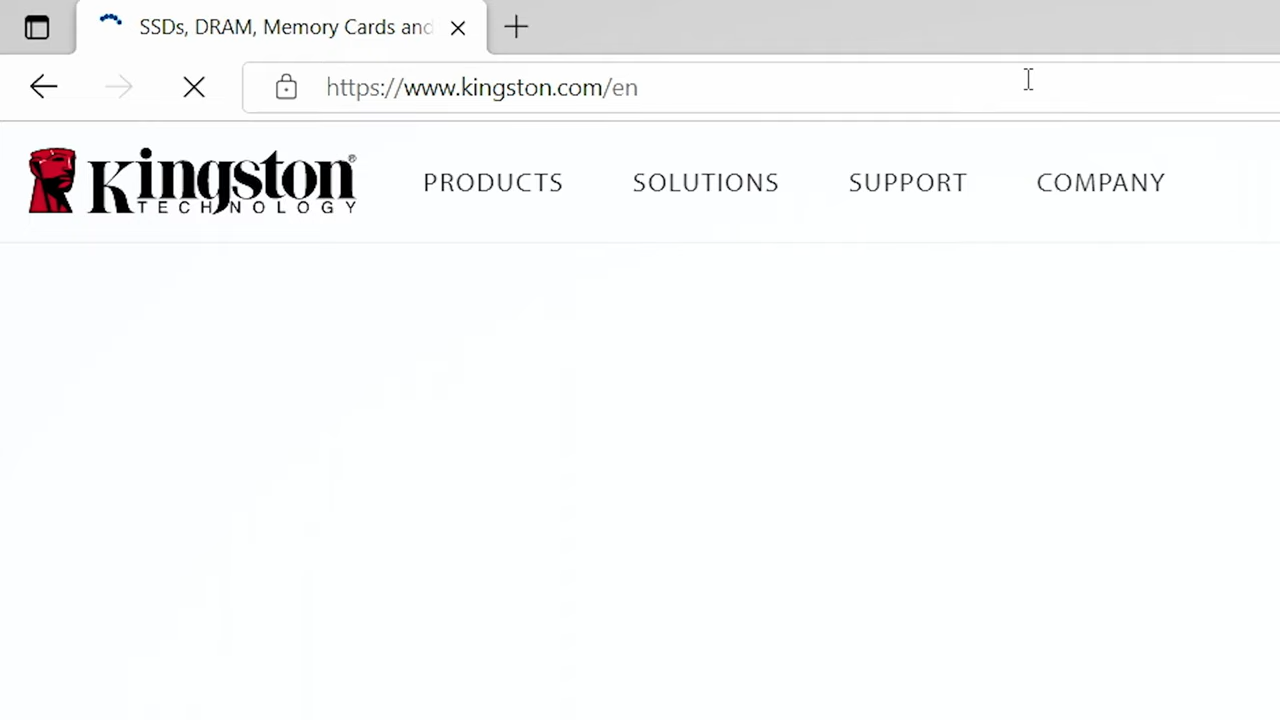 SSDs, DRAM, Memory Cards and
https://www.kingston.com/en
Kingston®
TECHNOLOGY
PRODUCTS
SOLUTIONS
SUPPORT
COMPANY